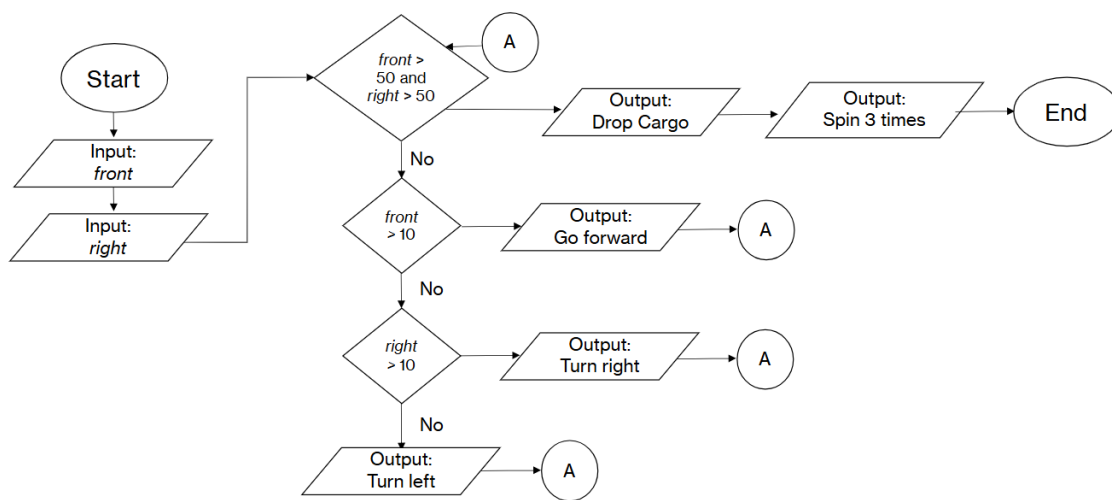 Start
Input:
front
Input:
right
front >
50 and
right > 50
A
Output:
Drop Cargo
Output:
Spin 3 times
End
No
front
> 10
Output:
Go forward
A
No
right
> 10
Output:
Turn right
A
No
Output:
Turn left
A